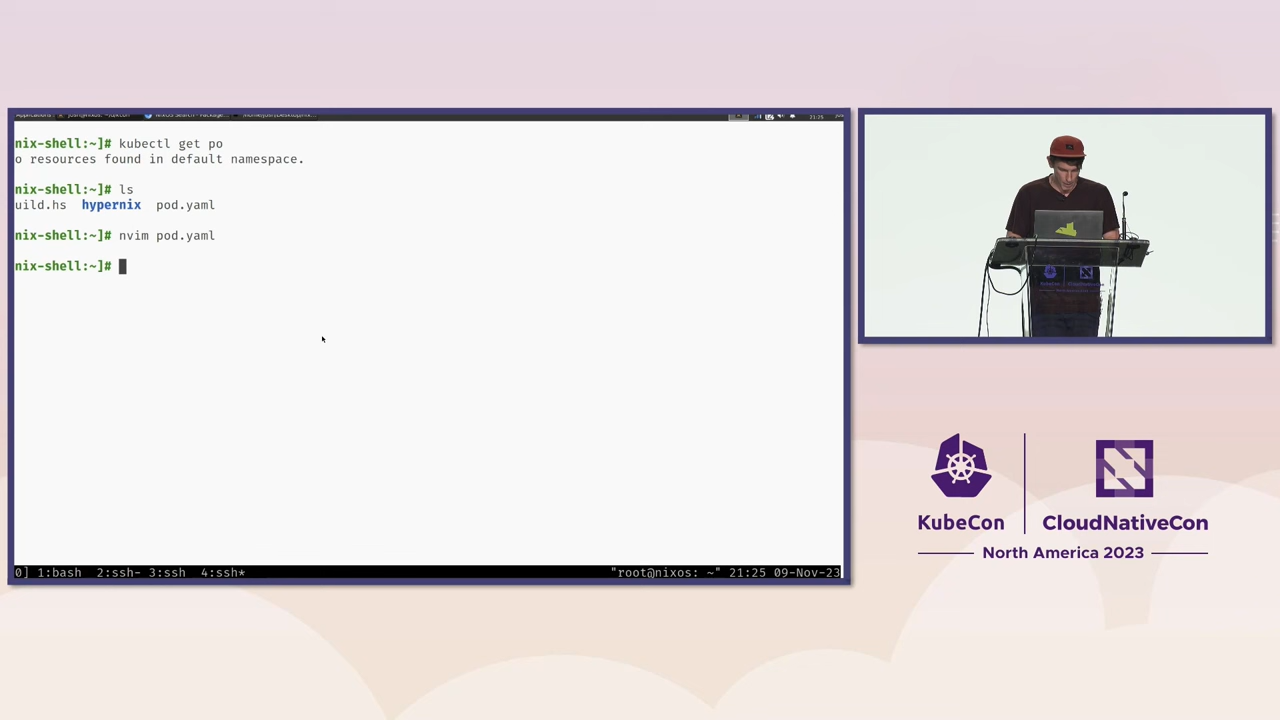 nix-shell:~]# kubectl get po
o resources found in default namespace.
nix-shell:~]# ls
uild.hs hypernix pod.yaml
nix-shell:~]# nvim pod.yaml
nix-shell:~]#
0] 1:bash 2:ssh- 3:ssh 4:ssh*
"root@nixos: ~" 21:25 09-Nov-23
KubeCon
CloudNativeCon
North America 2023